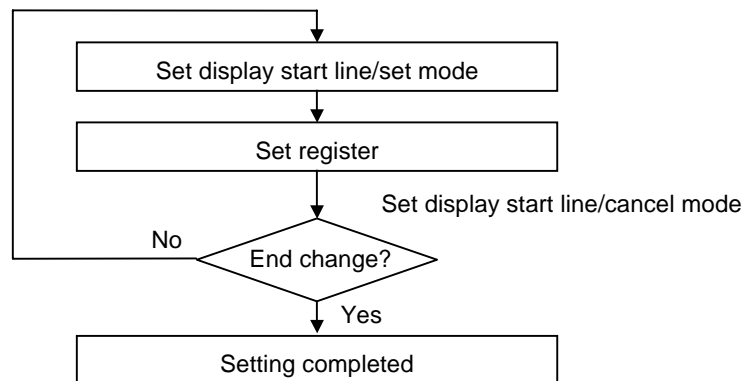 Set display start line/set mode
Set register
Set display start line/cancel mode
No
End change?
Yes
Setting completed